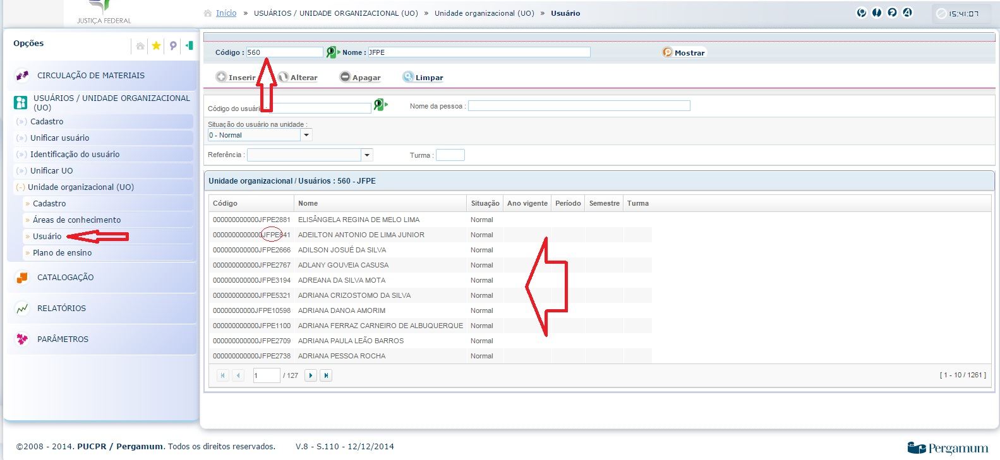 JUSTIÇA FEDERAL
Início » USUÁRIOS / UNIDADE ORGANIZACIONAL (UO) » Unidade organizacional (UO) » Usuário
15:41:07
Opções
CIRCULAÇÃO DE MATERIAIS
USUÁRIOS / UNIDADE ORGANIZACIONAL
(UO)
(») Cadastro
(») Unificar usuário
(») Identificação do usuário
(») Unificar UO
(-) Unidade organizacional (UO)
» Cadastro
» Áreas de conhecimento
» Usuário
» Plano de ensino
CATALOGAÇÃO
RELATÓRIOS
PARÂMETROS
Código : 560 Nome : JFPE Mostrar
Inserir Alterar Apagar Limpar
Código do usuário Nome da pessoa :
Situação do usuário na unidade :
0 - Normal
Referência : Turma :
Unidade organizacional / Usuários : 560 - JFPE
Código Nome Situação Ano vigente Período Semestre Turma
000000000000JFPE2881 ELISÂNGELA REGINA DE MELO LIMA Normal
0000000000000JFPE841 ADEILTON ANTONIO DE LIMA JUNIOR Normal
000000000000JFPE2666 ADILSON JOSUÉ DA SILVA Normal
000000000000JFPE2767 ADLANY GOUVEIA CASUSA Normal
000000000000JFPE3194 ADREANA DA SILVA MOTA Normal
000000000000JFPE5321 ADRIANA CRIZOSTOMO DA SILVA Normal
00000000000JFPE10598 ADRIANA DANOA AMORIM Normal
000000000000JFPE1100 ADRIANA FERRAZ CARNEIRO DE ALBUQUERQUE Normal
000000000000JFPE2709 ADRIANA PAULA LEÃO BARROS Normal
000000000000JFPE2738 ADRIANA PESSOA ROCHA Normal
1 / 127 [ 1 - 10 / 1261 ]
©2008 - 2014. PUCPR / Pergamum. Todos os direitos reservados. V.8 - S.110 - 12/12/2014
Pergamum